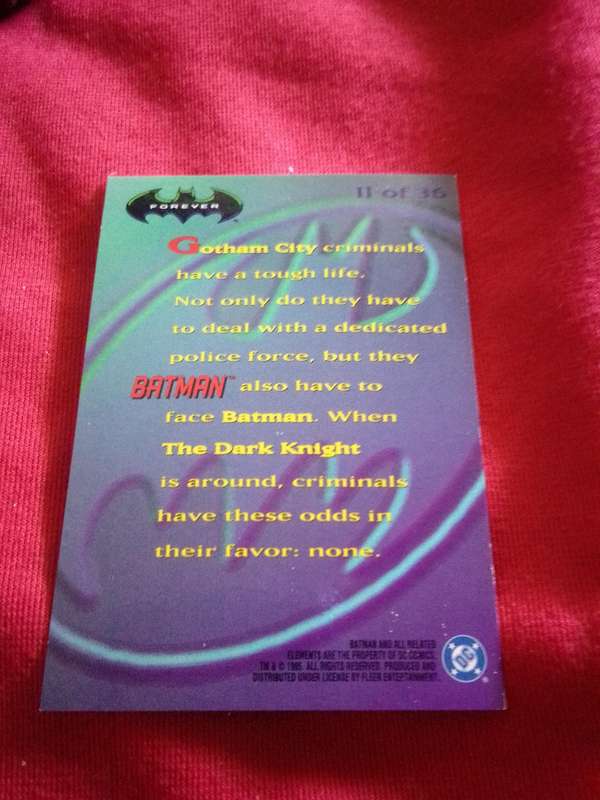 FOREVER
11 of 36
Gotham City criminals
have a tough life.
Not only do they have
to deal with a dedicated
police force, but they
BATMAN™ also have to
face Batman. When
The Dark Knight
is around, criminals
have these odds in
their favor: none.
BATMAN AND ALL RELATED
ELEMENTS ARE THE PROPERTY OF DC COMICS.
TM & © 1995. ALL RIGHTS RESERVED. PRODUCED AND
DISTRIBUTED UNDER LICENSE BY FLEER ENTERTAINMENT.
DC
®